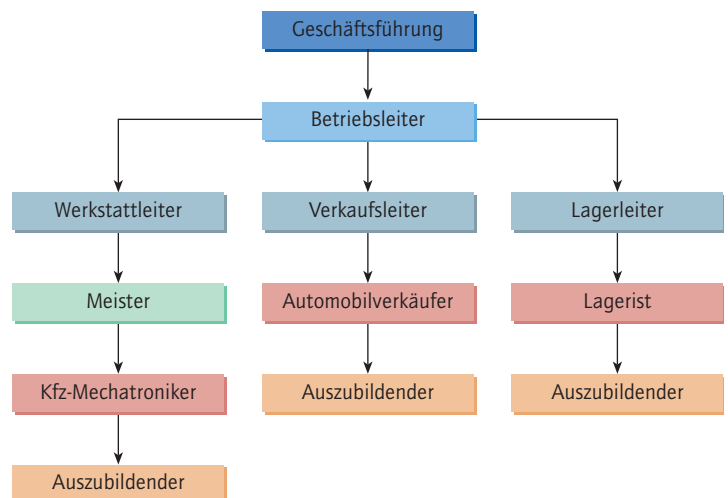 Geschäftsführung
Betriebsleiter
Werkstattleiter
Verkaufsleiter
Lagerleiter
Meister
Automobilverkäufer
Lagerist
Kfz-Mechatroniker
Auszubildender
Auszubildender
Auszubildender